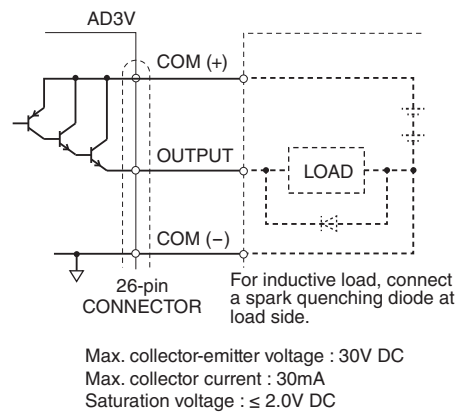 AD3V
COM (+)
OUTPUT
LOAD
COM (−)
26-pin
CONNECTOR
For inductive load, connect
a spark quenching diode at
load side.
Max. collector-emitter voltage : 30V DC
Max. collector current : 30mA
Saturation voltage : ≤ 2.0V DC